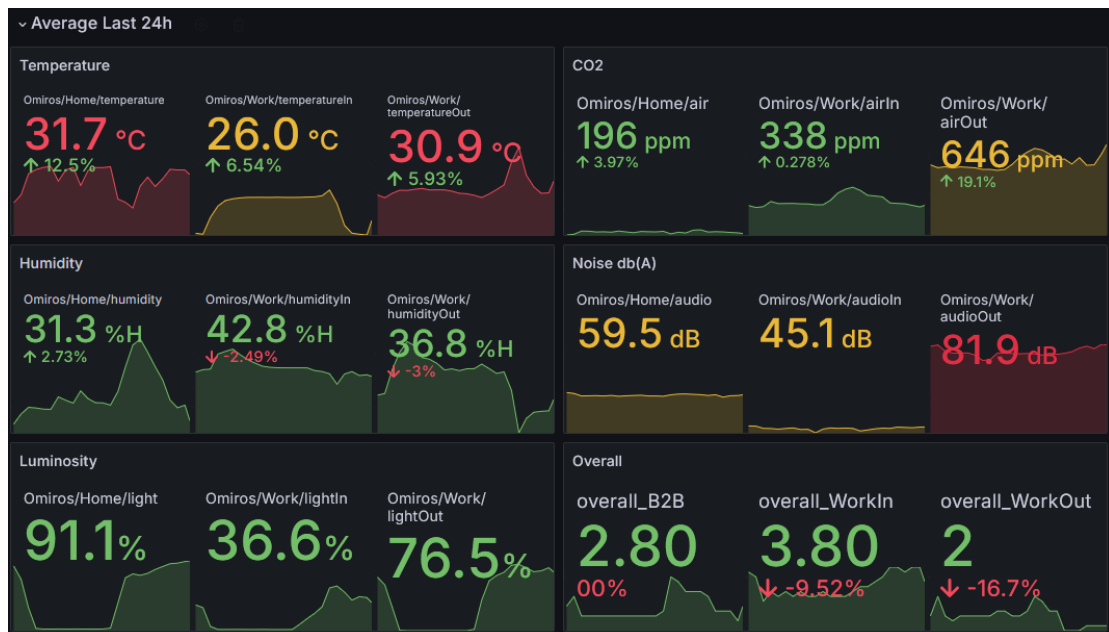 Average Last 24h
Temperature
Omiros/Home/temperature
31.7 °C
12.5%
Omiros/Work/temperatureIn
26.0 °C
6.54%
Omiros/Work/
temperatureOut
30.9 °C
5.93%
CO2
Omiros/Home/air
196 ppm
3.97%
Omiros/Work/airIn
338 ppm
0.278%
Omiros/Work/
airOut
646 ppm
19.1%
Humidity
Omiros/Home/humidity
31.3 %H
2.73%
Omiros/Work/humidityIn
42.8 %H
-2.49%
Omiros/Work/
humidityOut
36.8 %H
-3%
Noise db(A)
Omiros/Home/audio
59.5 dB
Omiros/Work/audioIn
45.1 dB
Omiros/Work/
audioOut
81.9 dB
Luminosity
Omiros/Home/light
91.1%
Omiros/Work/lightIn
36.6%
Omiros/Work/
lightOut
76.5%
Overall
overall_B2B
2.80
00%
overall_WorkIn
3.80
-9.52%
overall_WorkOut
2
-16.7%